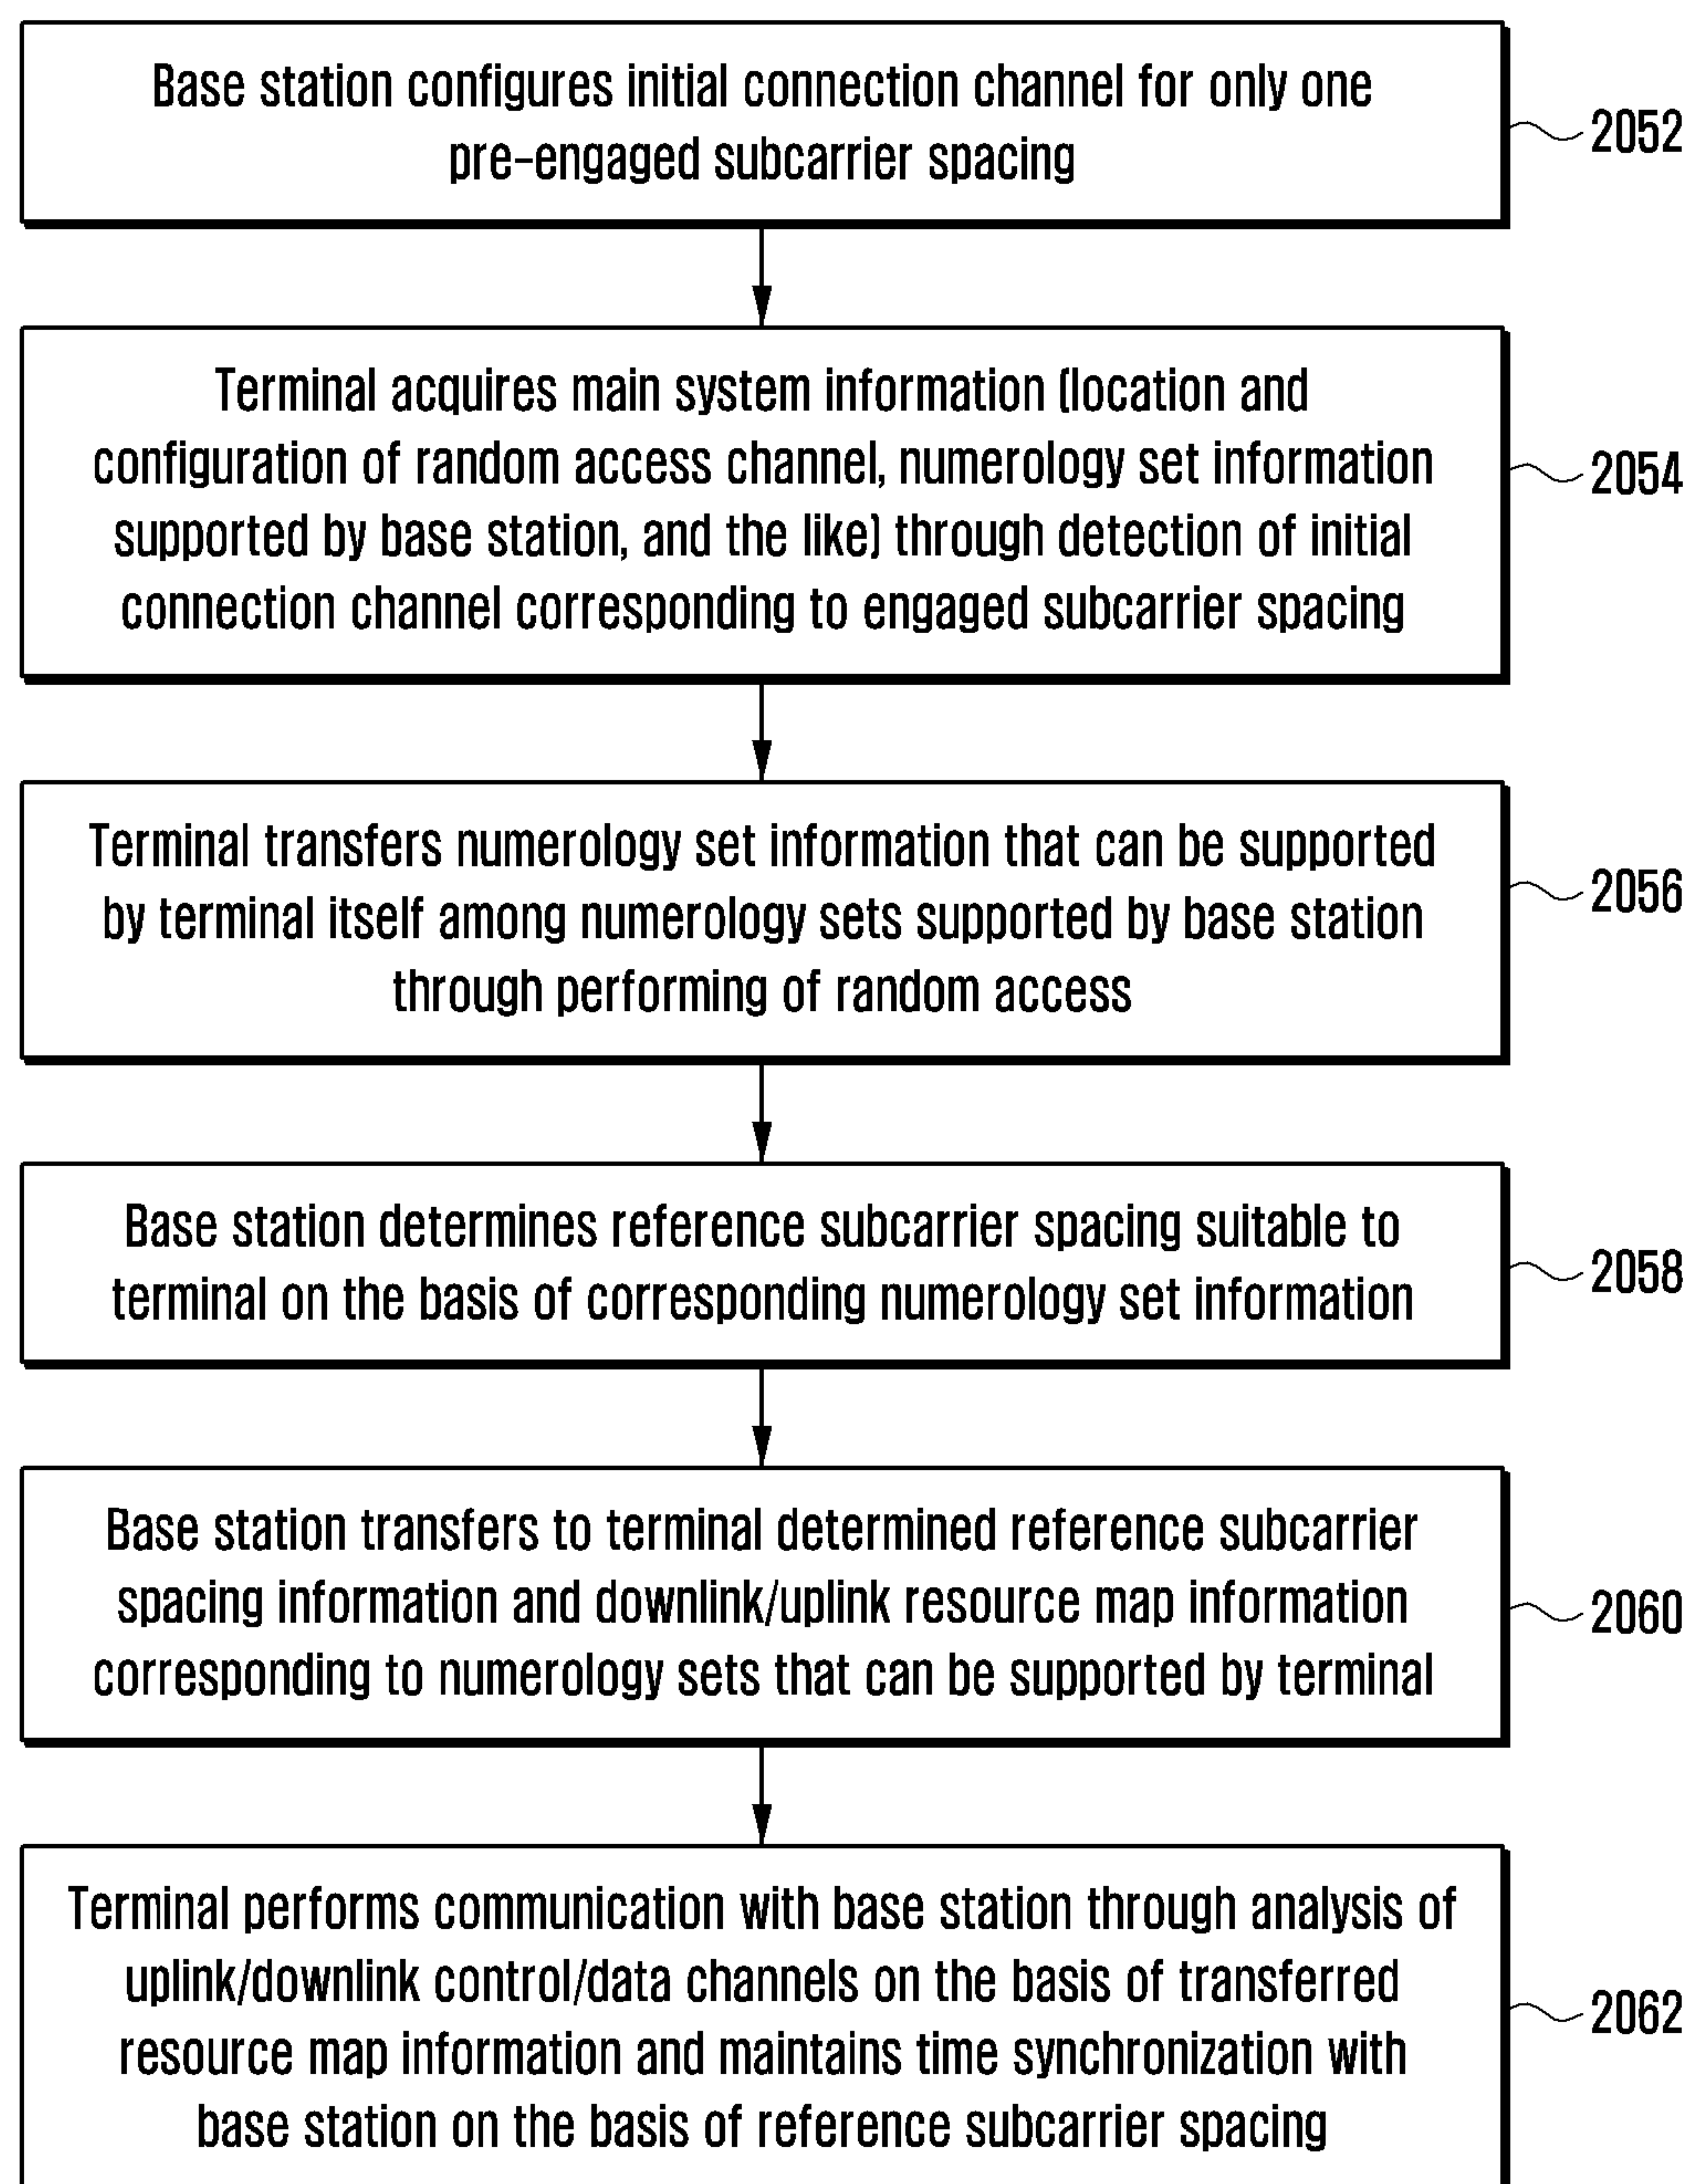 Base station configures initial connection channel for only one
pre-engaged subcarrier spacing
2052
Terminal acquires main system information (location and
configuration of random access channel, numerology set information
supported by base station, and the like) through detection of initial
connection channel corresponding to engaged subcarrier spacing
2054
Terminal transfers numerology set information that can be supported
by terminal itself among numerology sets supported by base station
through performing of random access
2056
Base station determines reference subcarrier spacing suitable to
terminal on the basis of corresponding numerology set information
2058
Base station transfers to terminal determined reference subcarrier
spacing information and downlink/uplink resource map information
corresponding to numerology sets that can be supported by terminal
2060
Terminal performs communication with base station through analysis of
uplink/downlink control/data channels on the basis of transferred
resource map information and maintains time synchronization with
base station on the basis of reference subcarrier spacing
2062